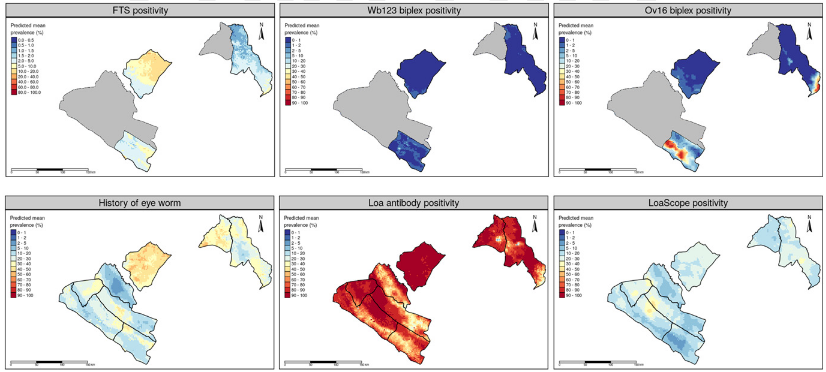 FTS positivity
Predicted mean
prevalence (%)
0.0 - 0.5
0.5 - 1.0
1.0 - 2.0
2.0 - 5.0
5.0 - 10.0
10.0 - 20.0
20.0 - 40.0
40.0 - 60.0
60.0 - 80.0
80.0 - 100.0
N
Wb123 biplex positivity
Predicted mean
prevalence (%)
0 - 1
1 - 2
2 - 5
5 - 10
10 - 20
20 - 30
30 - 40
40 - 50
50 - 60
60 - 70
70 - 80
80 - 90
90 - 100
N
Ov16 biplex positivity
Predicted mean
prevalence (%)
0 - 1
1 - 2
2 - 5
5 - 10
10 - 20
20 - 30
30 - 40
40 - 50
50 - 60
60 - 70
70 - 80
80 - 90
90 - 100
N
History of eye worm
Predicted mean
prevalence (%)
0 - 1
1 - 2
2 - 5
5 - 10
10 - 20
20 - 30
30 - 40
40 - 50
50 - 60
60 - 70
70 - 80
80 - 90
90 - 100
N
Loa antibody positivity
Predicted mean
prevalence (%)
0 - 1
1 - 2
2 - 5
5 - 10
10 - 20
20 - 30
30 - 40
40 - 50
50 - 60
60 - 70
70 - 80
80 - 90
90 - 100
N
LoaScope positivity
Predicted mean
prevalence (%)
0 - 1
1 - 2
2 - 5
5 - 10
10 - 20
20 - 30
30 - 40
40 - 50
50 - 60
60 - 70
70 - 80
80 - 90
90 - 100
N